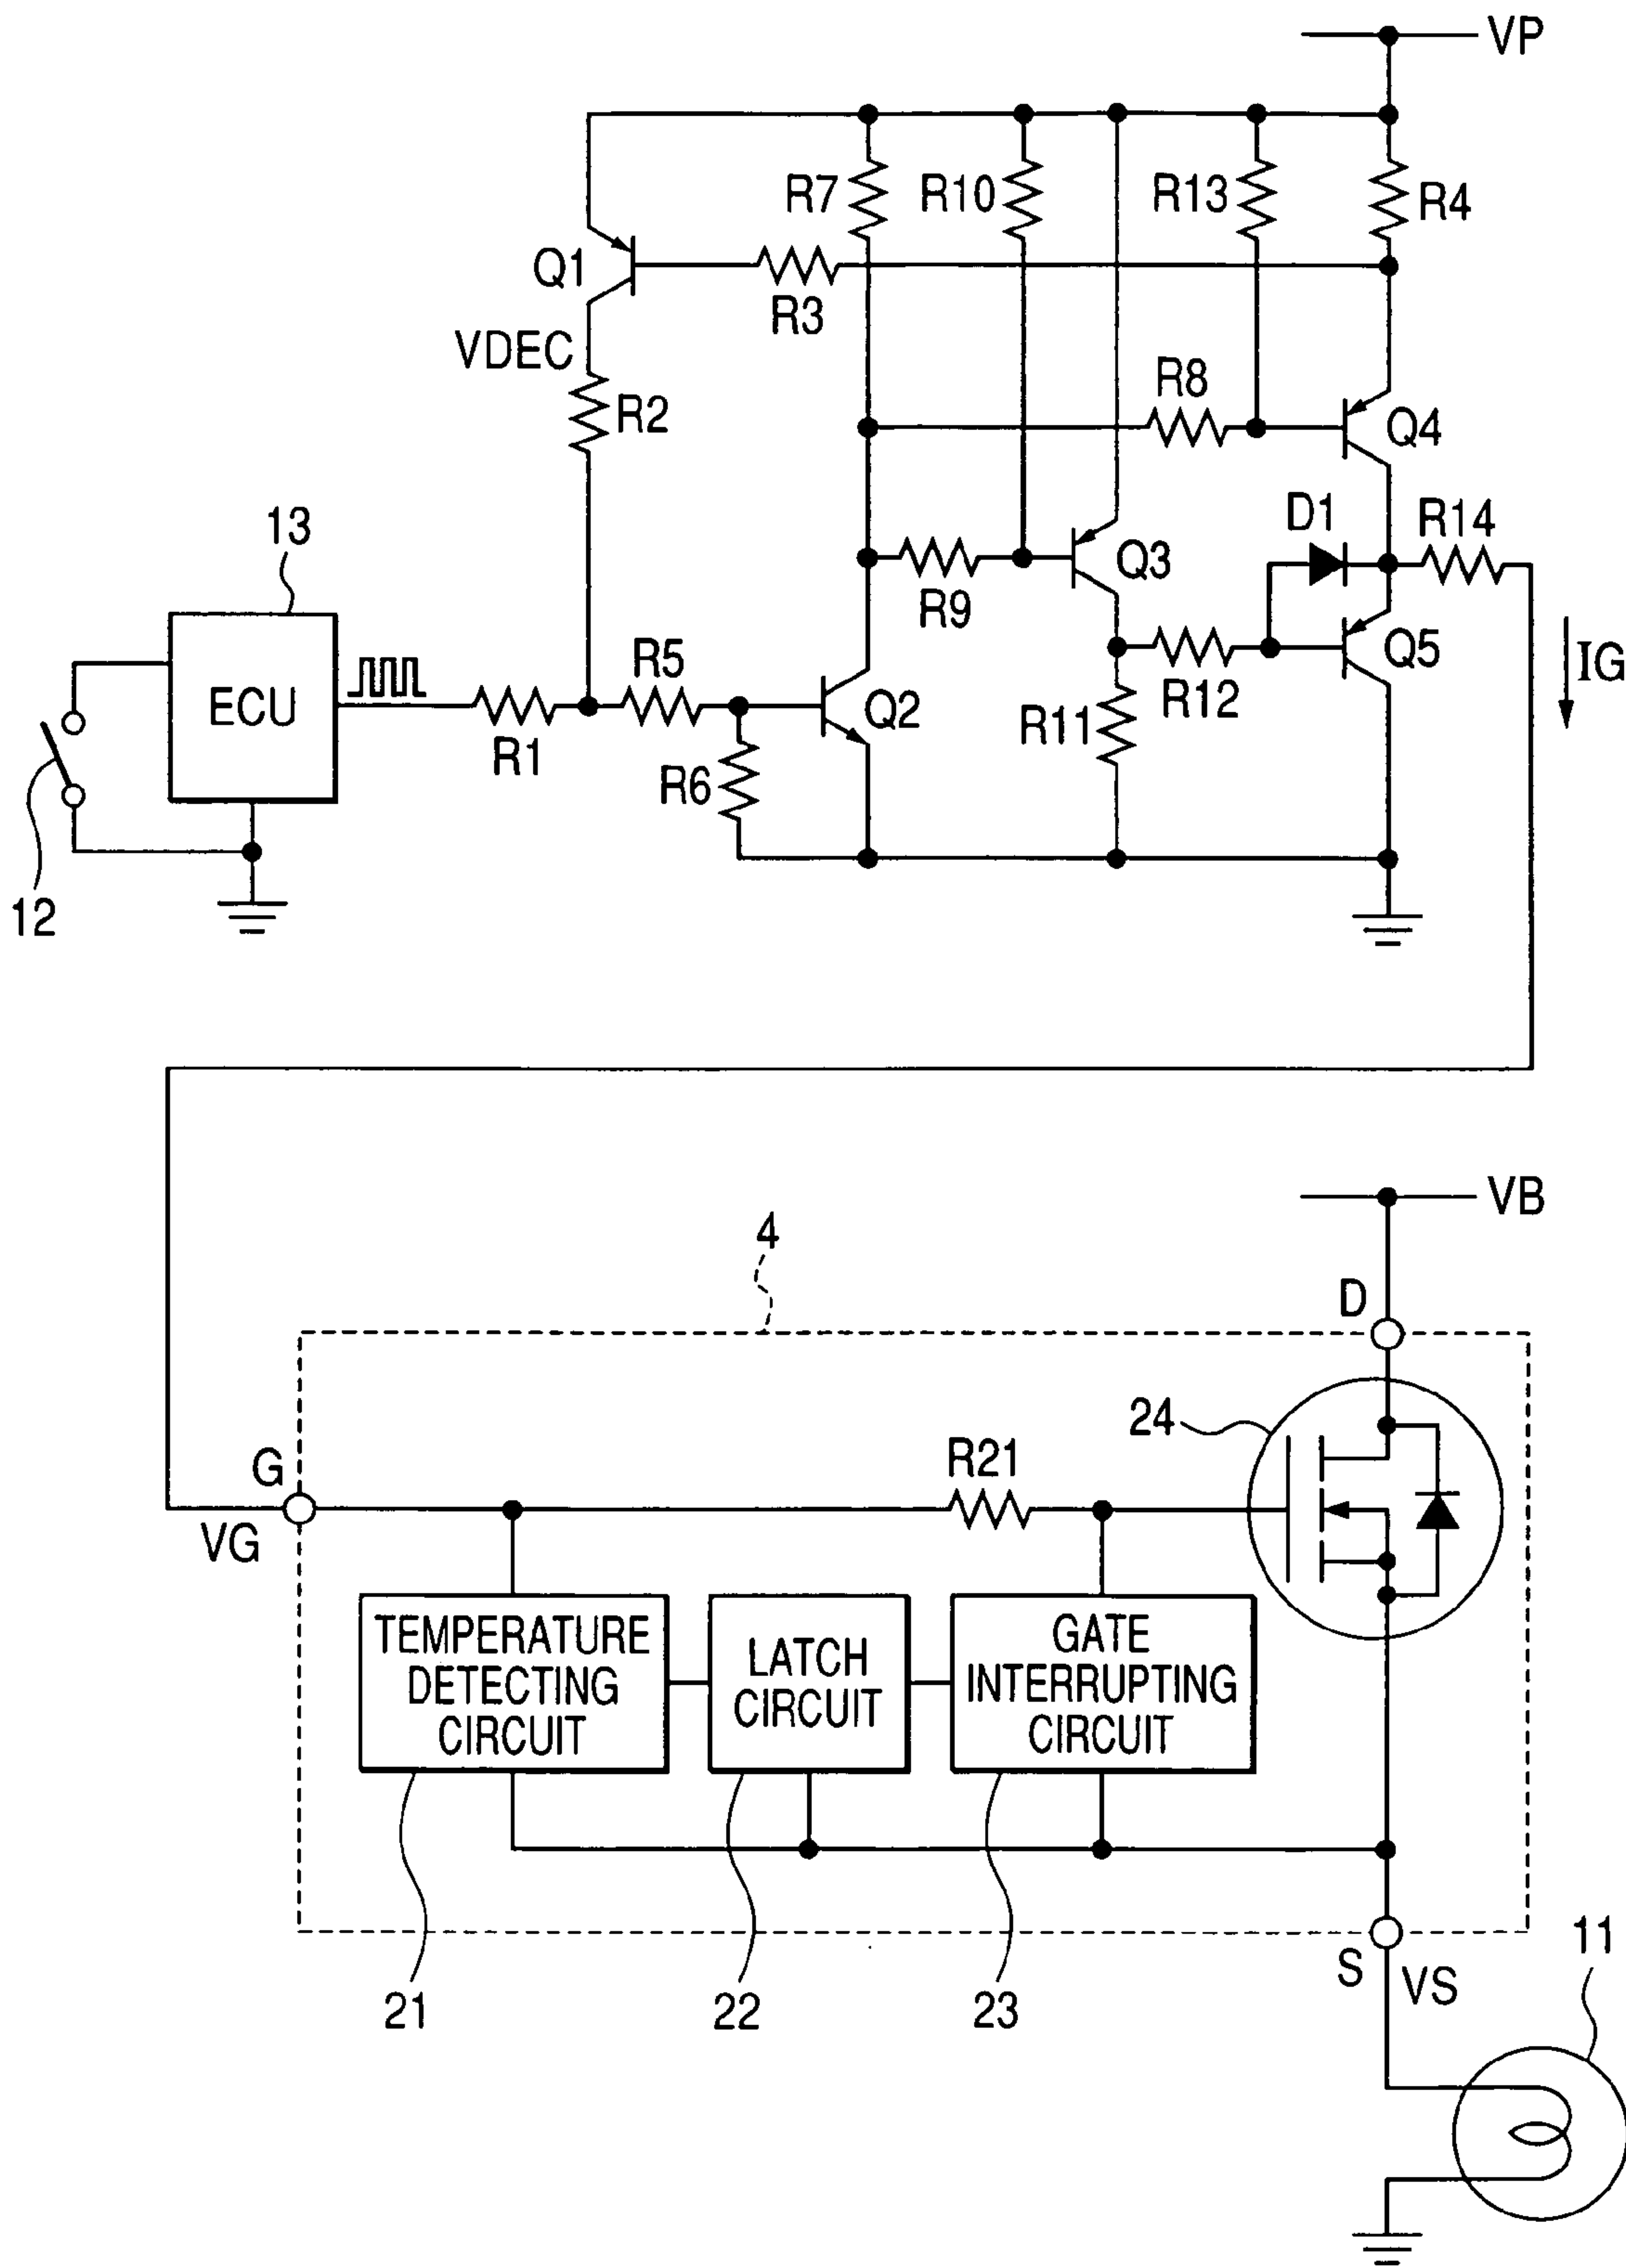 VP
R7
R10
R13
R4
Q1
R3
VDEC
R2
R8
Q4
13
D1
R14
Q3
R9
ECU
R5
Q2
R12
Q5
IG
R1
R6
R11
12
VB
4
D
24
G
R21
VG
TEMPERATURE
DETECTING
CIRCUIT
LATCH
CIRCUIT
GATE
INTERRUPTING
CIRCUIT
21
22
23
S
VS
11